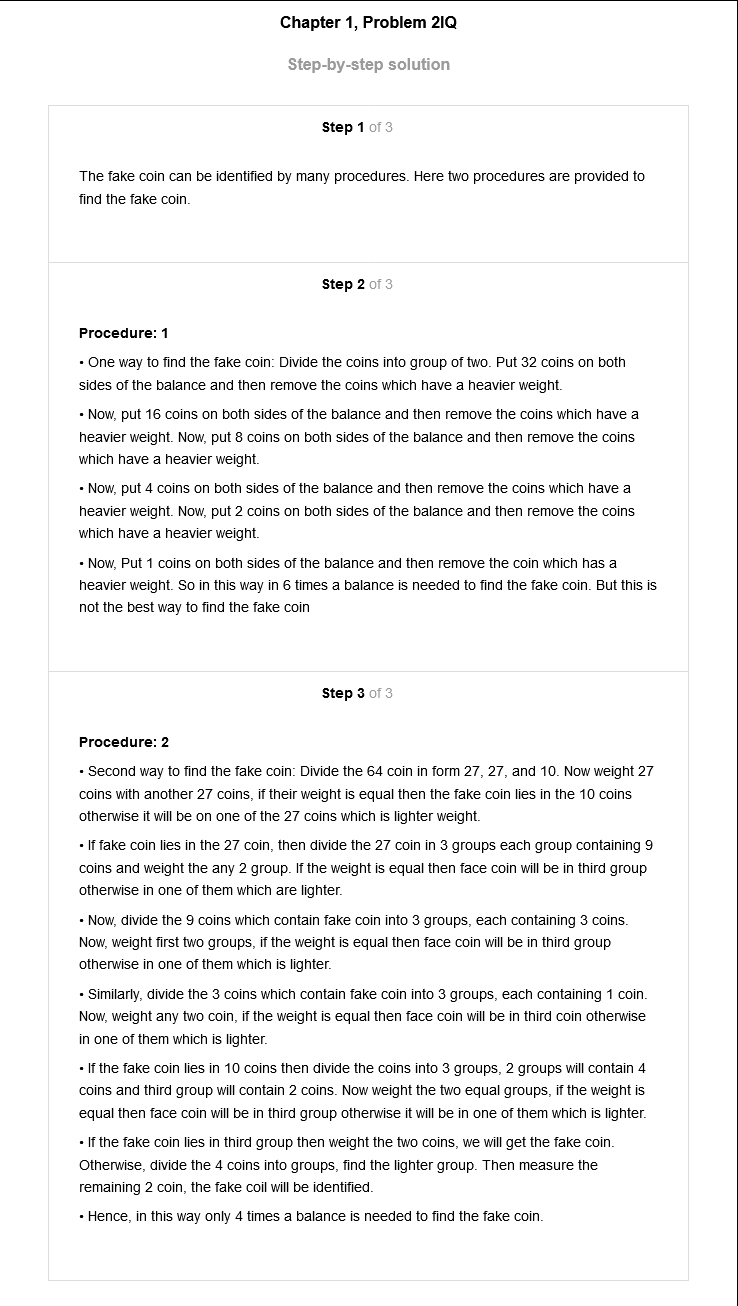 Chapter 1, Problem 2IQ
Step-by-step solution
Step 1 of 3
The fake coin can be identified by many procedures. Here two procedures are provided to
find the fake coin.
Step 2 of 3
Procedure: 1
• One way to find the fake coin: Divide the coins into group of two. Put 32 coins on both
sides of the balance and then remove the coins which have a heavier weight.
• Now, put 16 coins on both sides of the balance and then remove the coins which have a
heavier weight. Now, put 8 coins on both sides of the balance and then remove the coins
which have a heavier weight.
• Now, put 4 coins on both sides of the balance and then remove the coins which have a
heavier weight. Now, put 2 coins on both sides of the balance and then remove the coins
which have a heavier weight.
• Now, Put 1 coins on both sides of the balance and then remove the coin which has a
heavier weight. So in this way in 6 times a balance is needed to find the fake coin. But this is
not the best way to find the fake coin
Step 3 of 3
Procedure: 2
• Second way to find the fake coin: Divide the 64 coin in form 27, 27, and 10. Now weight 27
coins with another 27 coins, if their weight is equal then the fake coin lies in the 10 coins
otherwise it will be on one of the 27 coins which is lighter weight.
• If fake coin lies in the 27 coin, then divide the 27 coin in 3 groups each group containing 9
coins and weight the any 2 group. If the weight is equal then face coin will be in third group
otherwise in one of them which are lighter.
• Now, divide the 9 coins which contain fake coin into 3 groups, each containing 3 coins.
Now, weight first two groups, if the weight is equal then face coin will be in third group
otherwise in one of them which is lighter.
• Similarly, divide the 3 coins which contain fake coin into 3 groups, each containing 1 coin.
Now, weight any two coin, if the weight is equal then face coin will be in third coin otherwise
in one of them which is lighter.
• If the fake coin lies in 10 coins then divide the coins into 3 groups, 2 groups will contain 4
coins and third group will contain 2 coins. Now weight the two equal groups, if the weight is
equal then face coin will be in third group otherwise it will be in one of them which is lighter.
• If the fake coin lies in third group then weight the two coins, we will get the fake coin.
Otherwise, divide the 4 coins into groups, find the lighter group. Then measure the
remaining 2 coin, the fake coil will be identified.
• Hence, in this way only 4 times a balance is needed to find the fake coin.